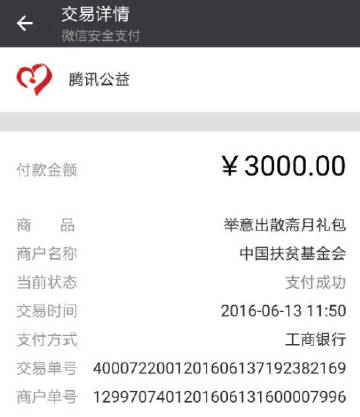 交易详情
微信安全支付
腾讯公益
付款金额 ￥3000.00
商 品 举意出散斋月礼包
商户名称 中国扶贫基金会
当前状态 支付成功
交易时间 2016-06-13 11:50
支付方式 工商银行
交易单号 4000722001201606137192382169
商户单号 1299707401201606131600007996